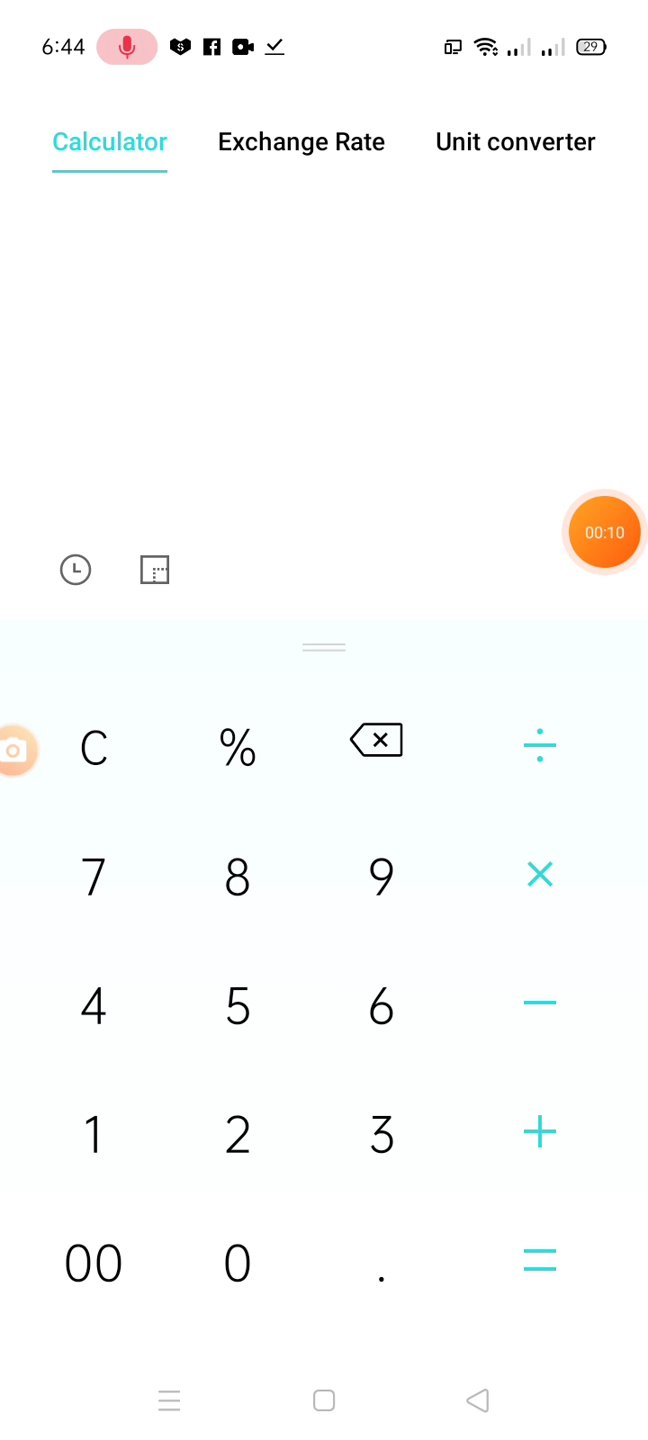 6:44 29
Calculator Exchange Rate Unit converter
00:10
C % ÷
7 8 9 ×
4 5 6 −
1 2 3 +
00 0 . =